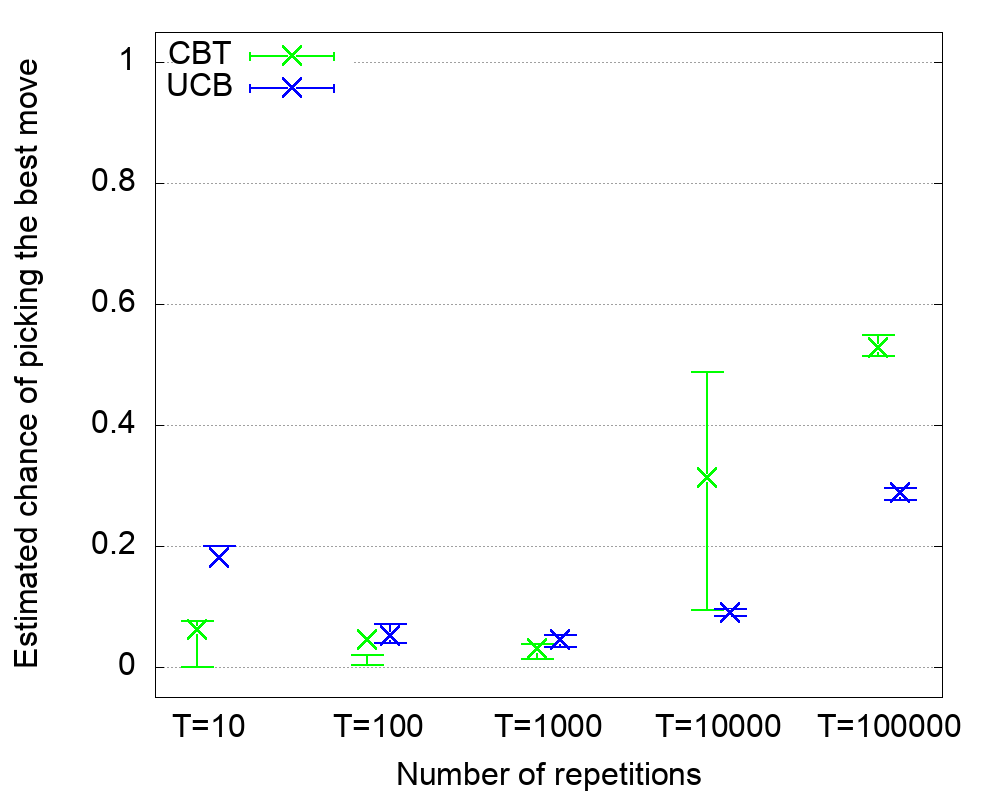 CBT
UCB
1
0.8
0.6
0.4
0.2
0
Estimated chance of picking the best move
T=10 T=100 T=1000 T=10000 T=100000
Number of repetitions